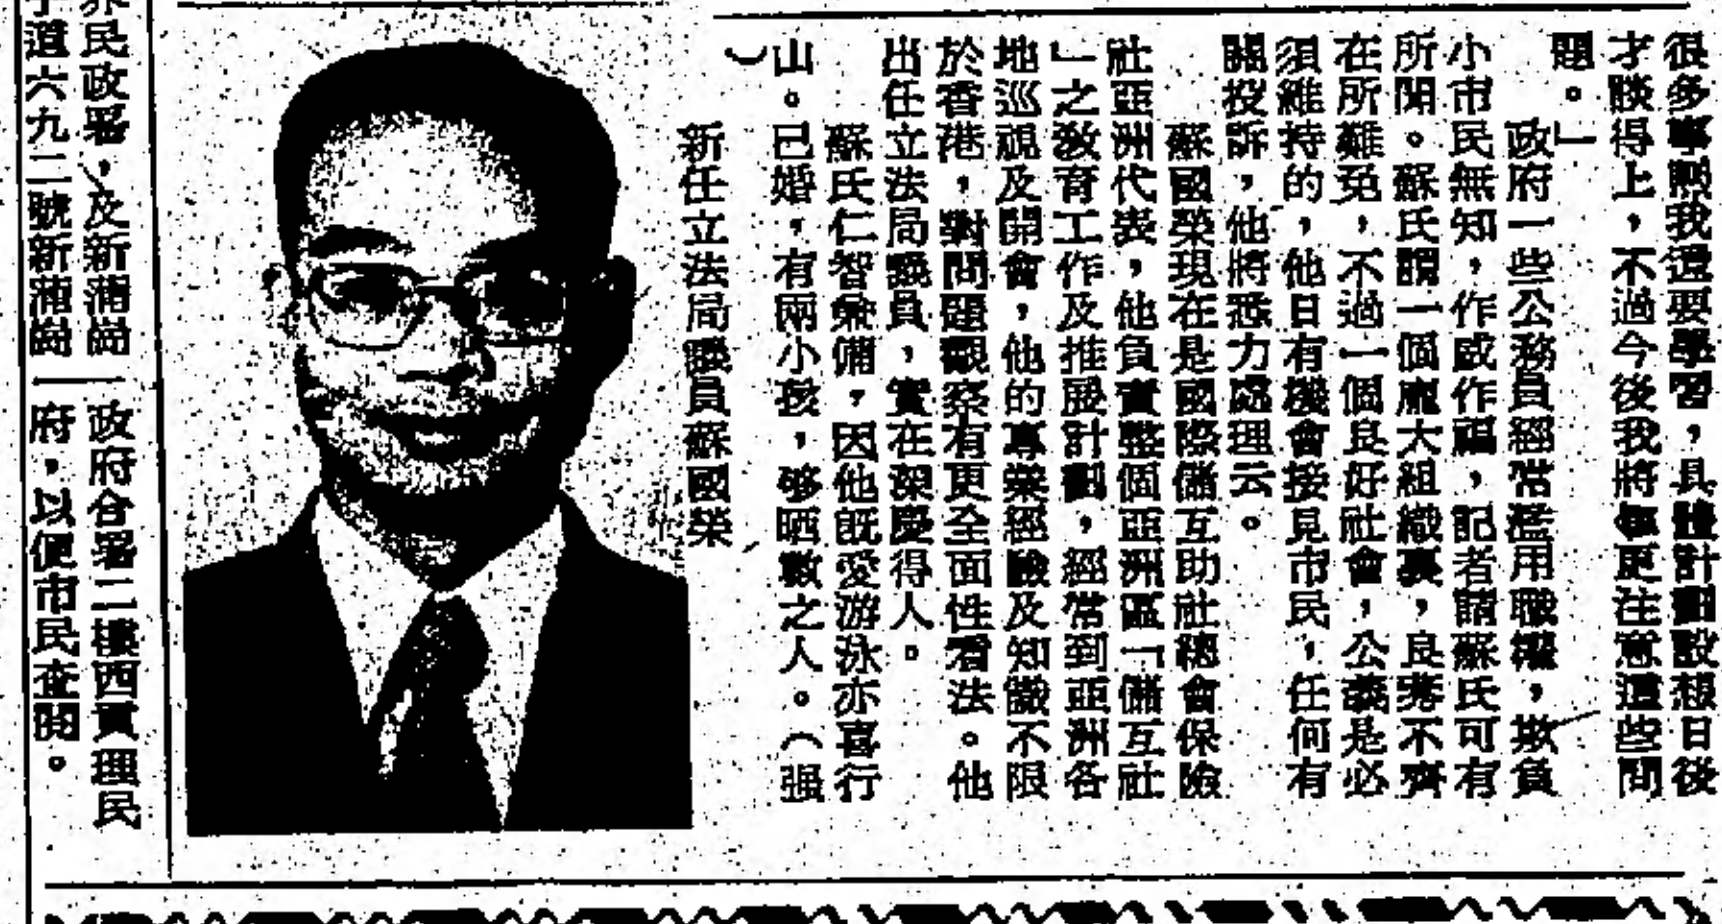 很多事無我還要學習，具體計劃設想日後
才談得上，不過今後我將會更注意這些問
題。」
政府一些公務員經常濫用職權，欺負
小市民無知，作威作福，記者請蘇氏可有
所聞。蘇氏謂一個龐大組織裏，良莠不齊
在所難免，不過一個良好社會，公義是必
須維持的，他日有機會接見市民，任何有
關投訴，他將悉力處理云。
蘇國榮現在是國際儲互助社總會保險
社亞洲代表，他負責整個亞洲區「儲互社
」之敎育工作及推展計劃，經常到亞洲各
地巡視及開會，他的專業經驗及知識不限
於香港，對問題觀察有更全面性看法。他
出任立法局議員，實在深慶得人。
蘇氏仁智兼備，因他旣愛游泳亦喜行
山。已婚，有兩小孩，够晒數之人。（强
）
新任立法局議員蘇國榮
民政署，及新蒲崗
道六九二號新蒲崗
政府合署二樓西貢理民
府，以便市民查閱。